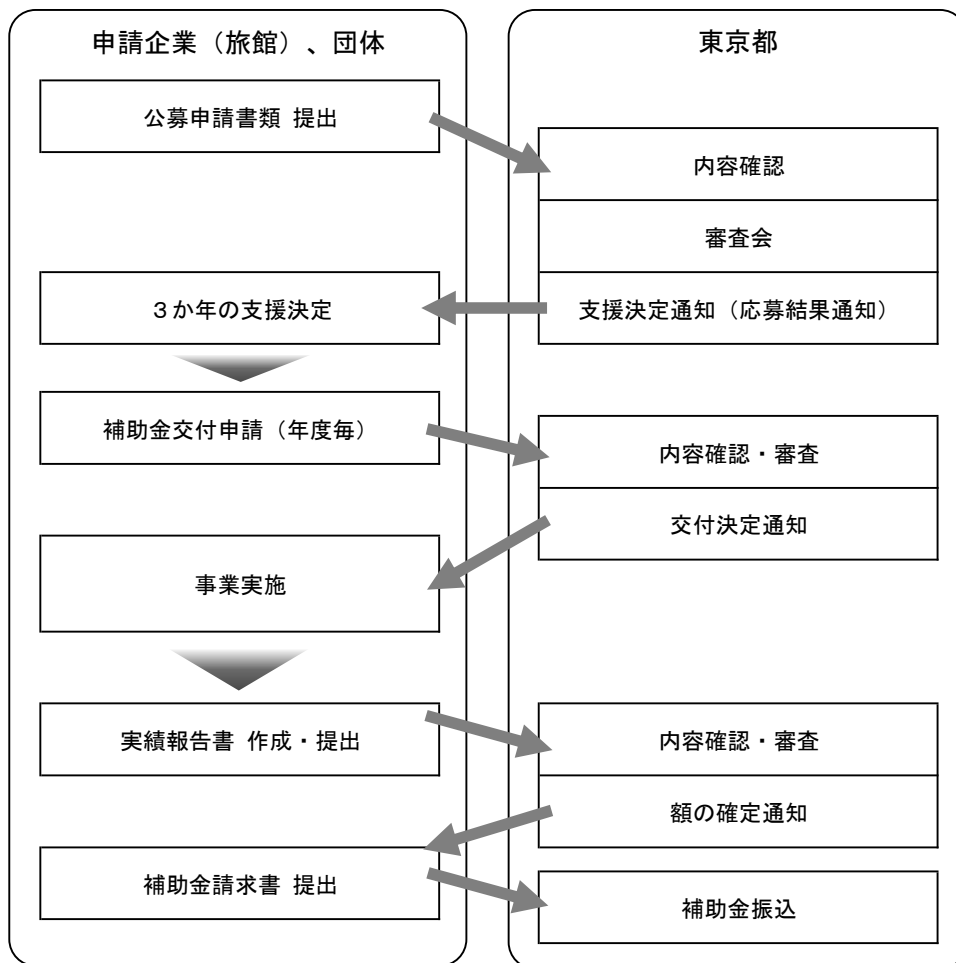 申請企業（旅館）、団体
公募申請書類 提出
３か年の支援決定
補助金交付申請（年度毎）
事業実施
実績報告書 作成・提出
補助金請求書 提出
東京都
内容確認
審査会
支援決定通知（応募結果通知）
内容確認・審査
交付決定通知
内容確認・審査
額の確定通知
補助金振込